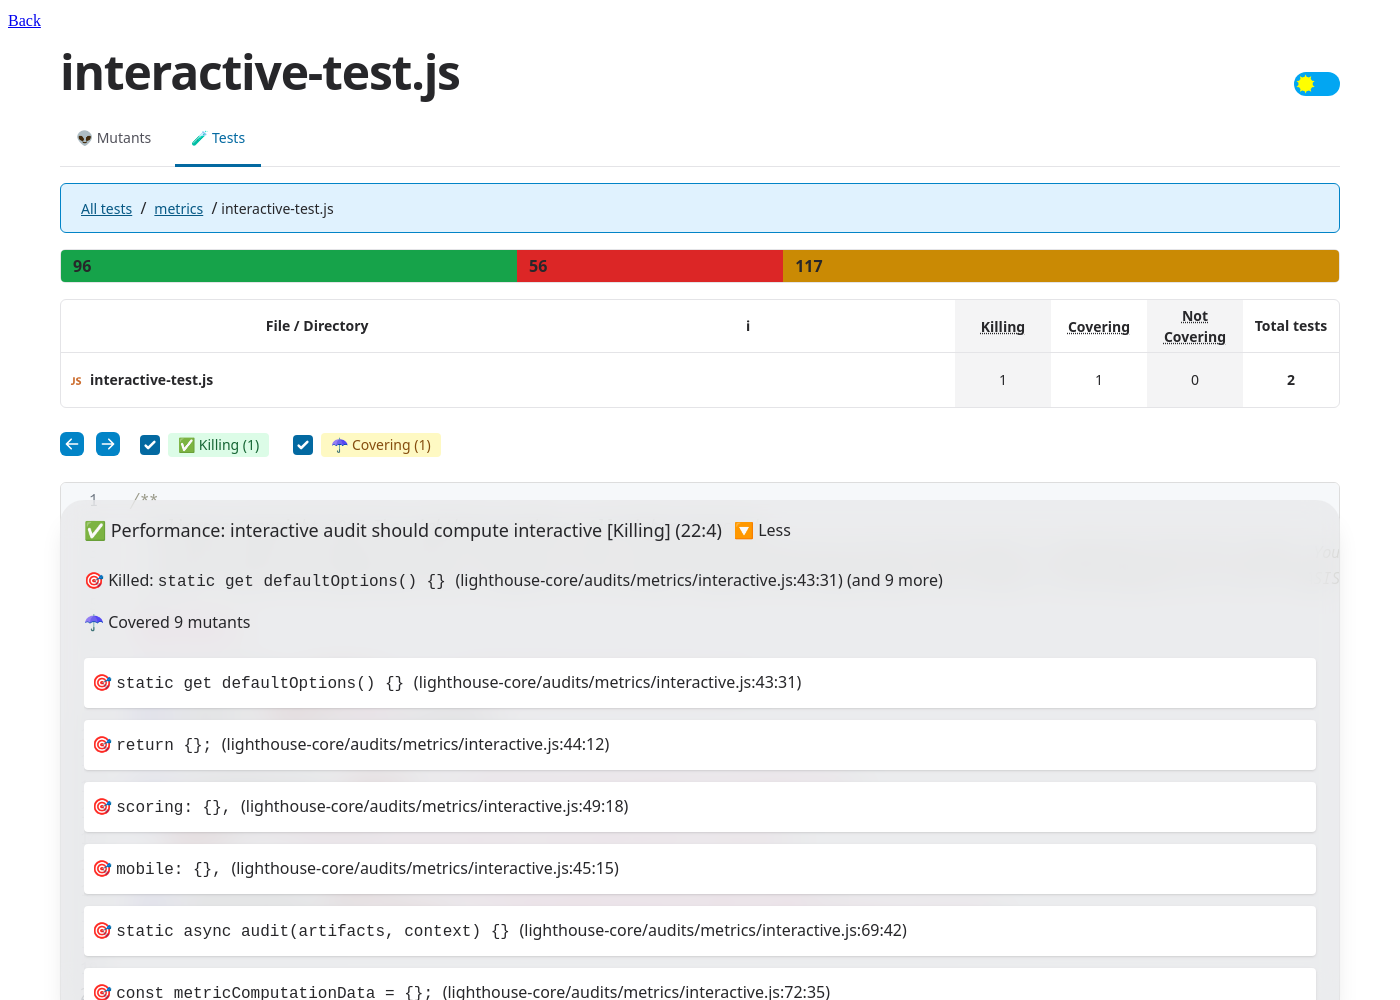 Back
interactive-test.js
👽 Mutants 🧪 Tests
All tests / metrics / interactive-test.js
96 56 117
File / Directory i Killing Covering Not Covering Total tests
JS interactive-test.js 1 1 0 2
✅ Killing (1) ☂️ Covering (1)
1 /**
✅ Performance: interactive audit should compute interactive [Killing] (22:4) 🔽 Less
🎯 Killed: static get defaultOptions() {} (lighthouse-core/audits/metrics/interactive.js:43:31) (and 9 more)
☂️ Covered 9 mutants
🎯 static get defaultOptions() {} (lighthouse-core/audits/metrics/interactive.js:43:31)
🎯 return {}; (lighthouse-core/audits/metrics/interactive.js:44:12)
🎯 scoring: {}, (lighthouse-core/audits/metrics/interactive.js:49:18)
🎯 mobile: {}, (lighthouse-core/audits/metrics/interactive.js:45:15)
🎯 static async audit(artifacts, context) {} (lighthouse-core/audits/metrics/interactive.js:69:42)
🎯 const metricComputationData = {}; (lighthouse-core/audits/metrics/interactive.js:72:35)